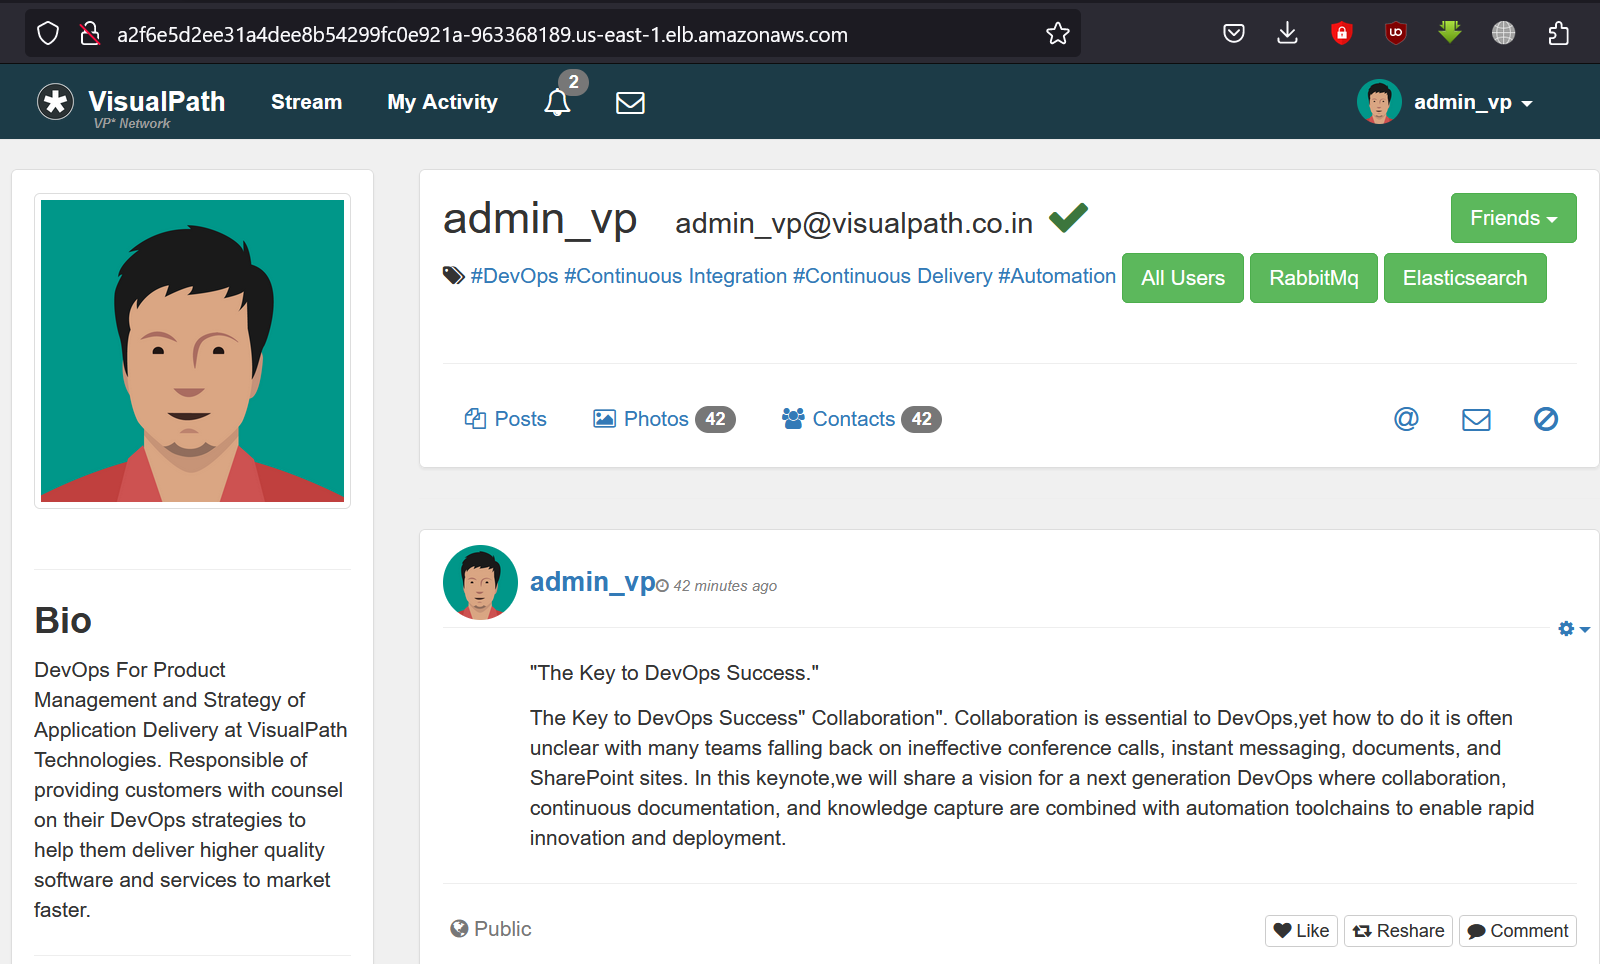 a2f6e5d2ee31a4dee8b54299fc0e921a-963368189.us-east-1.elb.amazonaws.com
VisualPath
VP* Network
Stream
My Activity
2
admin_vp
admin_vp
admin_vp@visualpath.co.in
Friends
#DevOps #Continuous Integration #Continuous Delivery #Automation
All Users
RabbitMq
Elasticsearch
Posts
Photos 42
Contacts 42
@
Bio
DevOps For Product
Management and Strategy of
Application Delivery at VisualPath
Technologies. Responsible of
providing customers with counsel
on their DevOps strategies to
help them deliver higher quality
software and services to market
faster.
admin_vp 42 minutes ago
"The Key to DevOps Success."
The Key to DevOps Success" Collaboration". Collaboration is essential to DevOps,yet how to do it is often
unclear with many teams falling back on ineffective conference calls, instant messaging, documents, and
SharePoint sites. In this keynote,we will share a vision for a next generation DevOps where collaboration,
continuous documentation, and knowledge capture are combined with automation toolchains to enable rapid
innovation and deployment.
Public
Like
Reshare
Comment